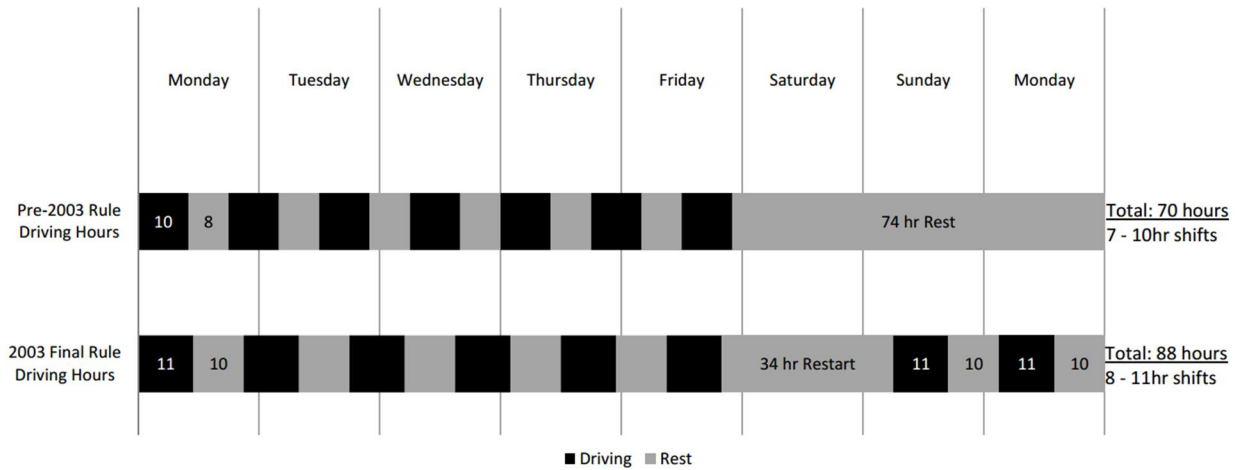 Monday Tuesday Wednesday Thursday Friday Saturday Sunday Monday
Pre-2003 Rule
Driving Hours
10 8 74 hr Rest
Total: 70 hours
7 - 10hr shifts
2003 Final Rule
Driving Hours
11 10 34 hr Restart 11 10 11 10
Total: 88 hours
8 - 11hr shifts
Driving Rest